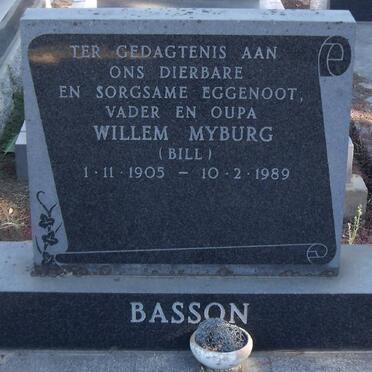 TER GEDAGTENIS AAN
ONS DIERBARE
EN SORGSAME EGGENOOT,
VADER EN OUPA
WILLEM MYBURG
(BILL)
1·11·1905 – 10·2·1989
BASSON